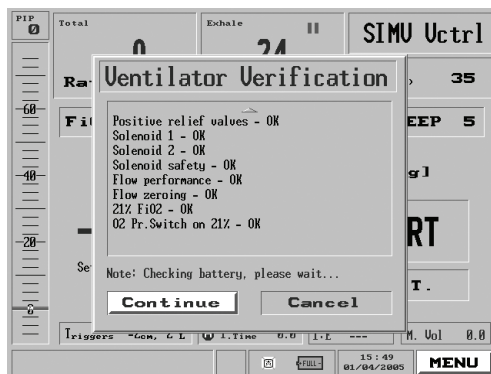 PIP
0
Total
Exhale
SIMV Vctrl
24
35
60
EEP 5
Ventilator Verification
Positive relief valves - OK
Solenoid 1 - OK
Solenoid 2 - OK
Solenoid safety - OK
Flow performance - OK
Flow zeroing - OK
21% FiO2 - OK
O2 Pr.Switch on 21% - OK
40
g]
20
RT
Note: Checking battery, please wait...
T.
Continue
Cancel
0
Triggers
I.Time 0.0
I:E ---
M. Vol 0.0
FULL
15:49
01/04/2005
MENU